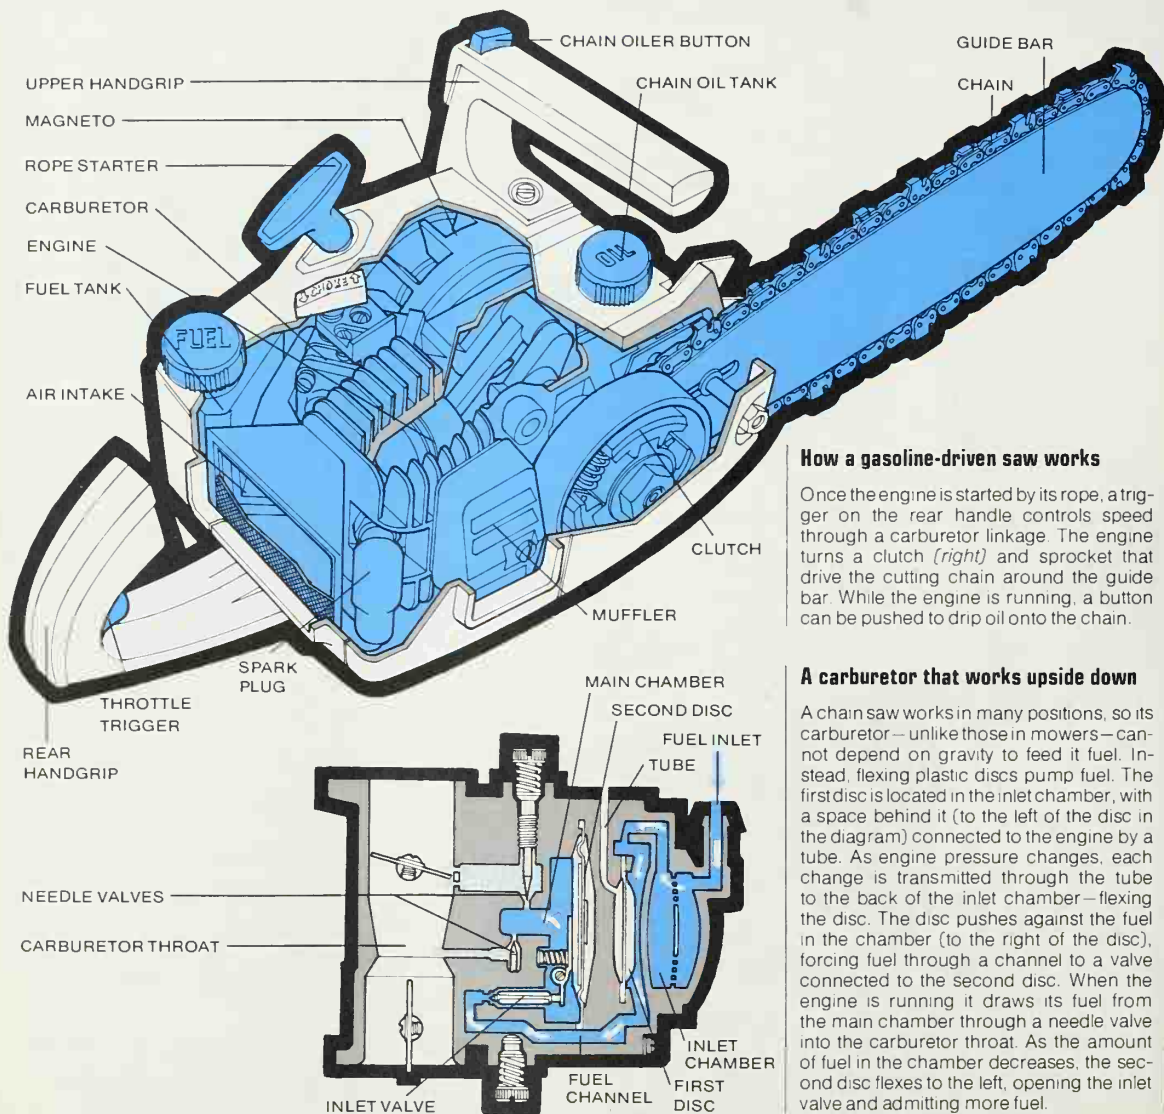 CHAIN OILER BUTTON
GUIDE BAR
UPPER HANDGRIP
CHAIN OIL TANK
CHAIN
MAGNETO
ROPE STARTER
CARBURETOR
ENGINE
FUEL TANK
AIR INTAKE
FUEL
OIL
CLUTCH
MUFFLER
SPARK
PLUG
THROTTLE
TRIGGER
REAR
HANDGRIP
How a gasoline-driven saw works
Once the engine is started by its rope, a trig-
ger on the rear handle controls speed
through a carburetor linkage. The engine
turns a clutch (right) and sprocket that
drive the cutting chain around the guide
bar. While the engine is running, a button
can be pushed to drip oil onto the chain.
MAIN CHAMBER
SECOND DISC
FUEL INLET
TUBE
NEEDLE VALVES
CARBURETOR THROAT
INLET VALVE
FUEL
CHANNEL
FIRST
DISC
INLET
CHAMBER
A carburetor that works upside down
A chain saw works in many positions, so its
carburetor—unlike those in mowers—can-
not depend on gravity to feed it fuel. In-
stead, flexing plastic discs pump fuel. The
first disc is located in the inlet chamber, with
a space behind it (to the left of the disc in
the diagram) connected to the engine by a
tube. As engine pressure changes, each
change is transmitted through the tube
to the back of the inlet chamber—flexing
the disc. The disc pushes against the fuel
in the chamber (to the right of the disc),
forcing fuel through a channel to a valve
connected to the second disc. When the
engine is running it draws its fuel from
the main chamber through a needle valve
into the carburetor throat. As the amount
of fuel in the chamber decreases, the sec-
ond disc flexes to the left, opening the inlet
valve and admitting more fuel.